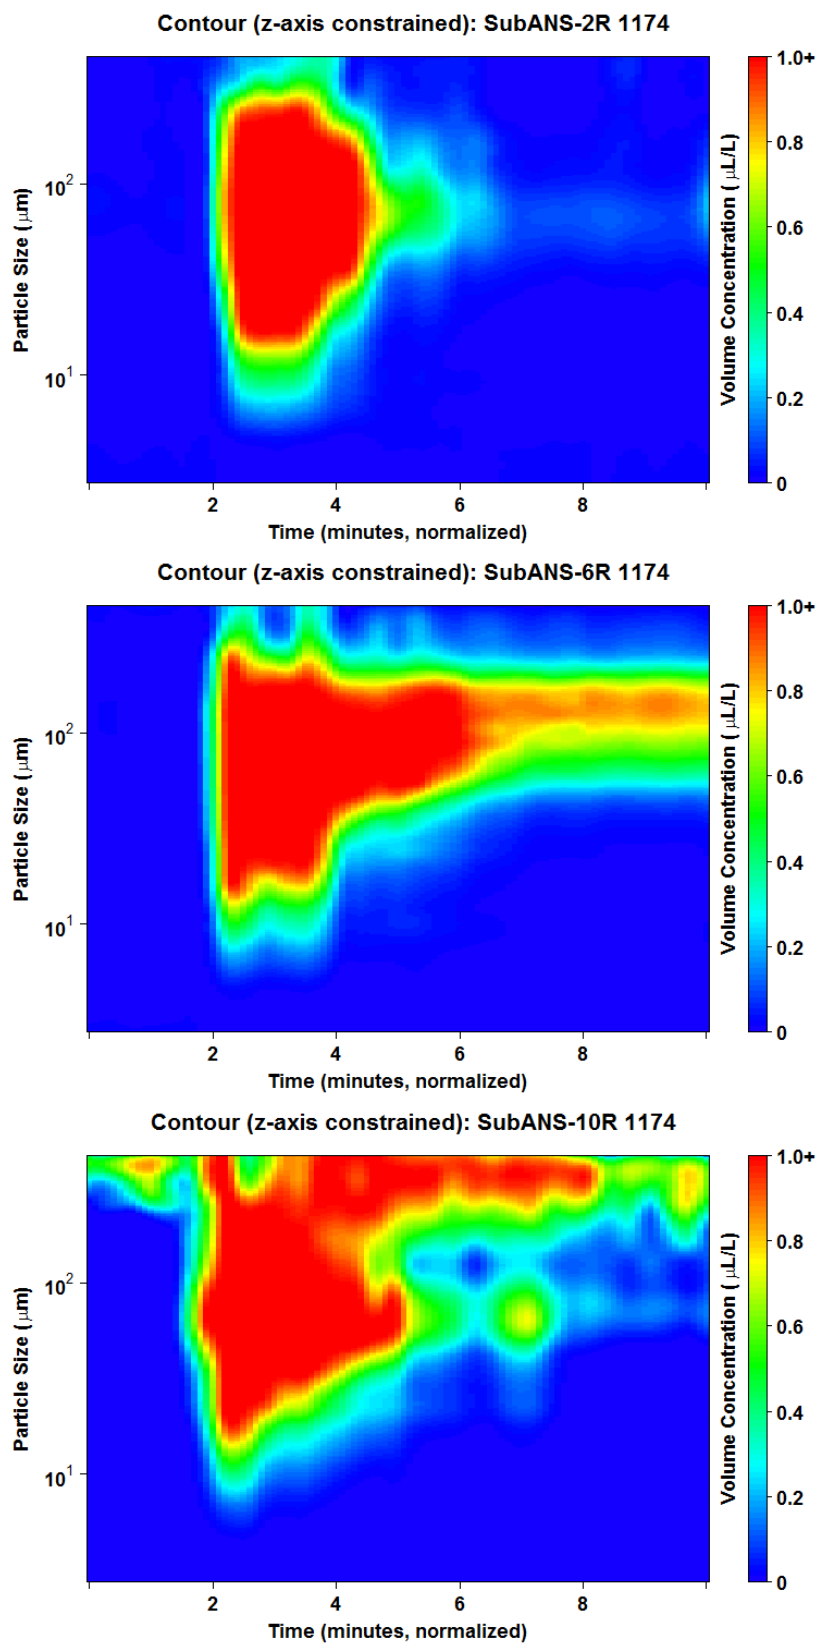 Contour (z-axis constrained): SubANS-2R 1174
1.0+
0.8
0.6
0.4
0.2
0
Volume Concentration ( μL/L)
10²
10¹
Particle Size ( μm)
2 4 6 8
Time (minutes, normalized)
Contour (z-axis constrained): SubANS-6R 1174
1.0+
0.8
0.6
0.4
0.2
0
Volume Concentration ( μL/L)
10²
10¹
Particle Size ( μm)
2 4 6 8
Time (minutes, normalized)
Contour (z-axis constrained): SubANS-10R 1174
1.0+
0.8
0.6
0.4
0.2
0
Volume Concentration ( μL/L)
10²
10¹
Particle Size ( μm)
2 4 6 8
Time (minutes, normalized)